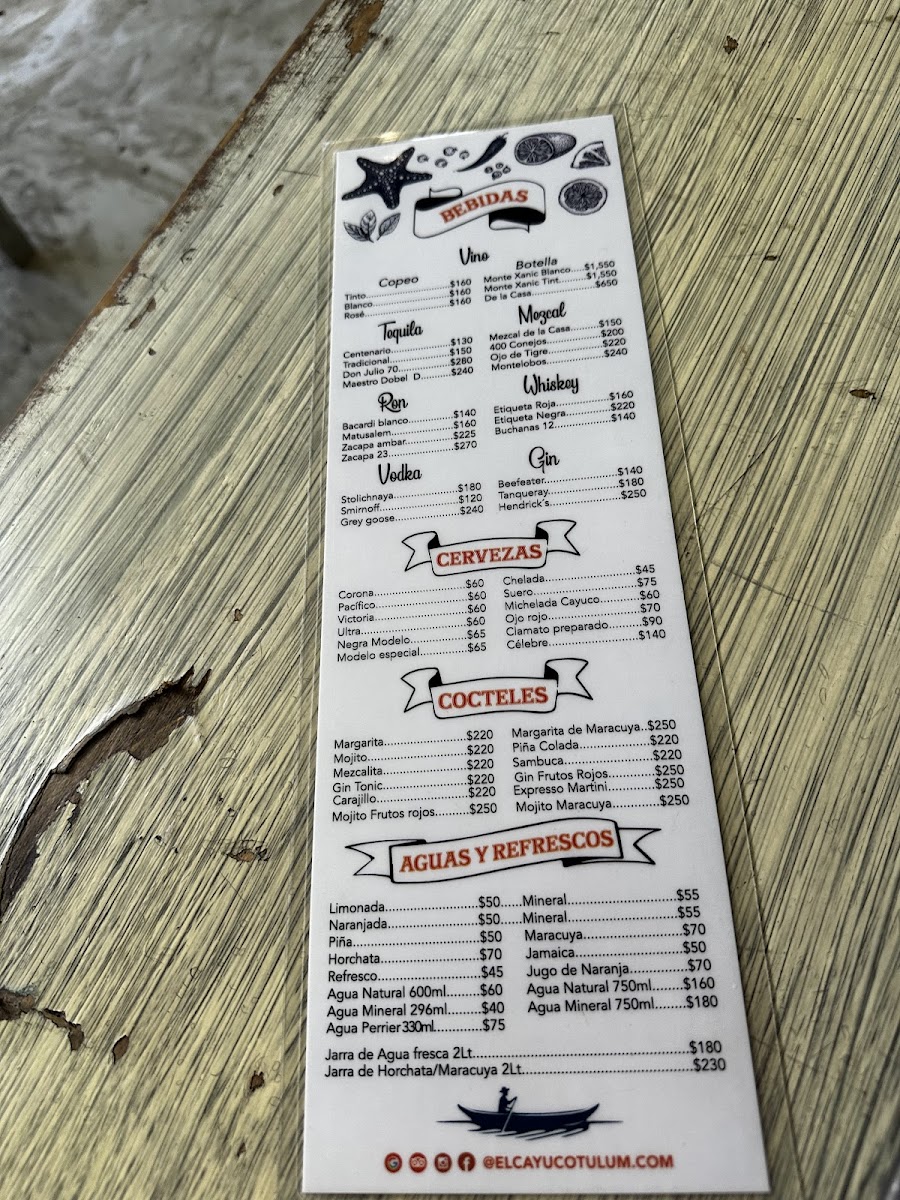 BEBIDAS
Vino
Copeo
Tinto $160
Blanco $160
Rosé $160
Botella
Monte Xanic Blanco $1,550
Monte Xanic Tint $1,550
De la Casa $650
Tequila
Centenario $130
Tradicional $150
Don Julio 70 $280
Maestro Dobel D $240
Mezcal
Mezcal de la Casa $150
400 Conejos $200
Ojo de Tigre $220
Montelobos $240
Ron
Bacardi blanco $140
Matusalem $160
Zacapa ambar $225
Zacapa 23 $270
Whiskey
Etiqueta Roja $160
Etiqueta Negra $220
Buchanas 12 $140
Vodka
Stolichnaya $180
Smirnoff $120
Grey goose $240
Gin
Beefeater $140
Tanqueray $180
Hendrick's $250
CERVEZAS
Corona $60
Pacífico $60
Victoria $60
Ultra $60
Negra Modelo $65
Modelo especial $65
Chelada $45
Suero $75
Michelada Cayuco $60
Ojo rojo $70
Clamato preparado $90
Célebre $140
COCTELES
Margarita $220
Mojito $220
Mezcalita $220
Gin Tonic $220
Carajillo $220
Mojito Frutos rojos $250
Margarita de Maracuya $250
Piña Colada $220
Sambuca $220
Gin Frutos Rojos $250
Expresso Martini $250
Mojito Maracuya $250
AGUAS Y REFRESCOS
Limonada $50 Mineral $55
Naranjada $50 Mineral $55
Piña $50
Horchata $70
Refresco $45
Agua Natural 600ml $60
Agua Mineral 296ml $40
Agua Perrier 330ml $75
Maracuya $70
Jamaica $50
Jugo de Naranja $70
Agua Natural 750ml $160
Agua Mineral 750ml $180
Jarra de Agua fresca 2Lt $180
Jarra de Horchata/Maracuya 2Lt $230
@ELCAYUCOTULUM.COM